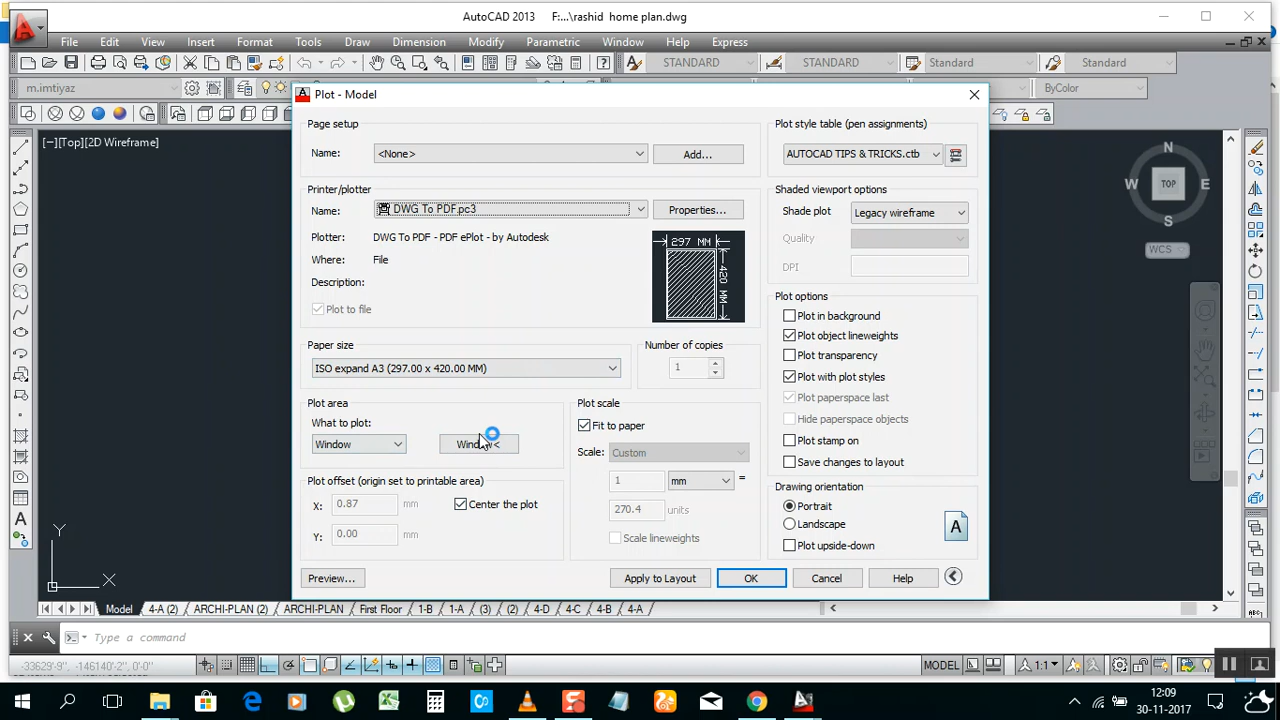 AutoCAD 2013 F:...\rashid home plan.dwg
File Edit View Insert Format Tools Draw Dimension Modify Parametric Window Help Express
STANDARD STANDARD Standard Standard
m.imtiyaz ByColor
Plot - Model
[−][Top][2D Wireframe]
Page setup
Name: <None> Add...
Printer/plotter
Name: DWG To PDF.pc3 Properties...
Plotter: DWG To PDF - PDF ePlot - by Autodesk
Where: File
Description:
Plot to file
297 MM
420 MM
Paper size
ISO expand A3 (297.00 x 420.00 MM)
Number of copies
1
Plot area
What to plot:
Window
Plot scale
Fit to paper
Scale: Custom
1 mm =
270.4 units
Scale lineweights
Plot offset (origin set to printable area)
X: 0.87 mm Center the plot
Y: 0.00 mm
Plot style table (pen assignments)
AUTOCAD TIPS & TRICKS.ctb
Shaded viewport options
Shade plot Legacy wireframe
Quality
DPI
Plot options
Plot in background
Plot object lineweights
Plot transparency
Plot with plot styles
Plot paperspace last
Hide paperspace objects
Plot stamp on
Save changes to layout
Drawing orientation
Portrait
Landscape
A
Plot upside-down
Preview... Apply to Layout OK Cancel Help
N
W TOP E
S
WCS
Y
X
Model 4-A (2) ARCHI-PLAN (2) ARCHI-PLAN First Floor 1-B 1-A (3) (2) 4-D 4-C 4-B 4-A
Type a command
-33629'-9", -146140'-2", 0'-0" MODEL 1:1
12:09
30-11-2017